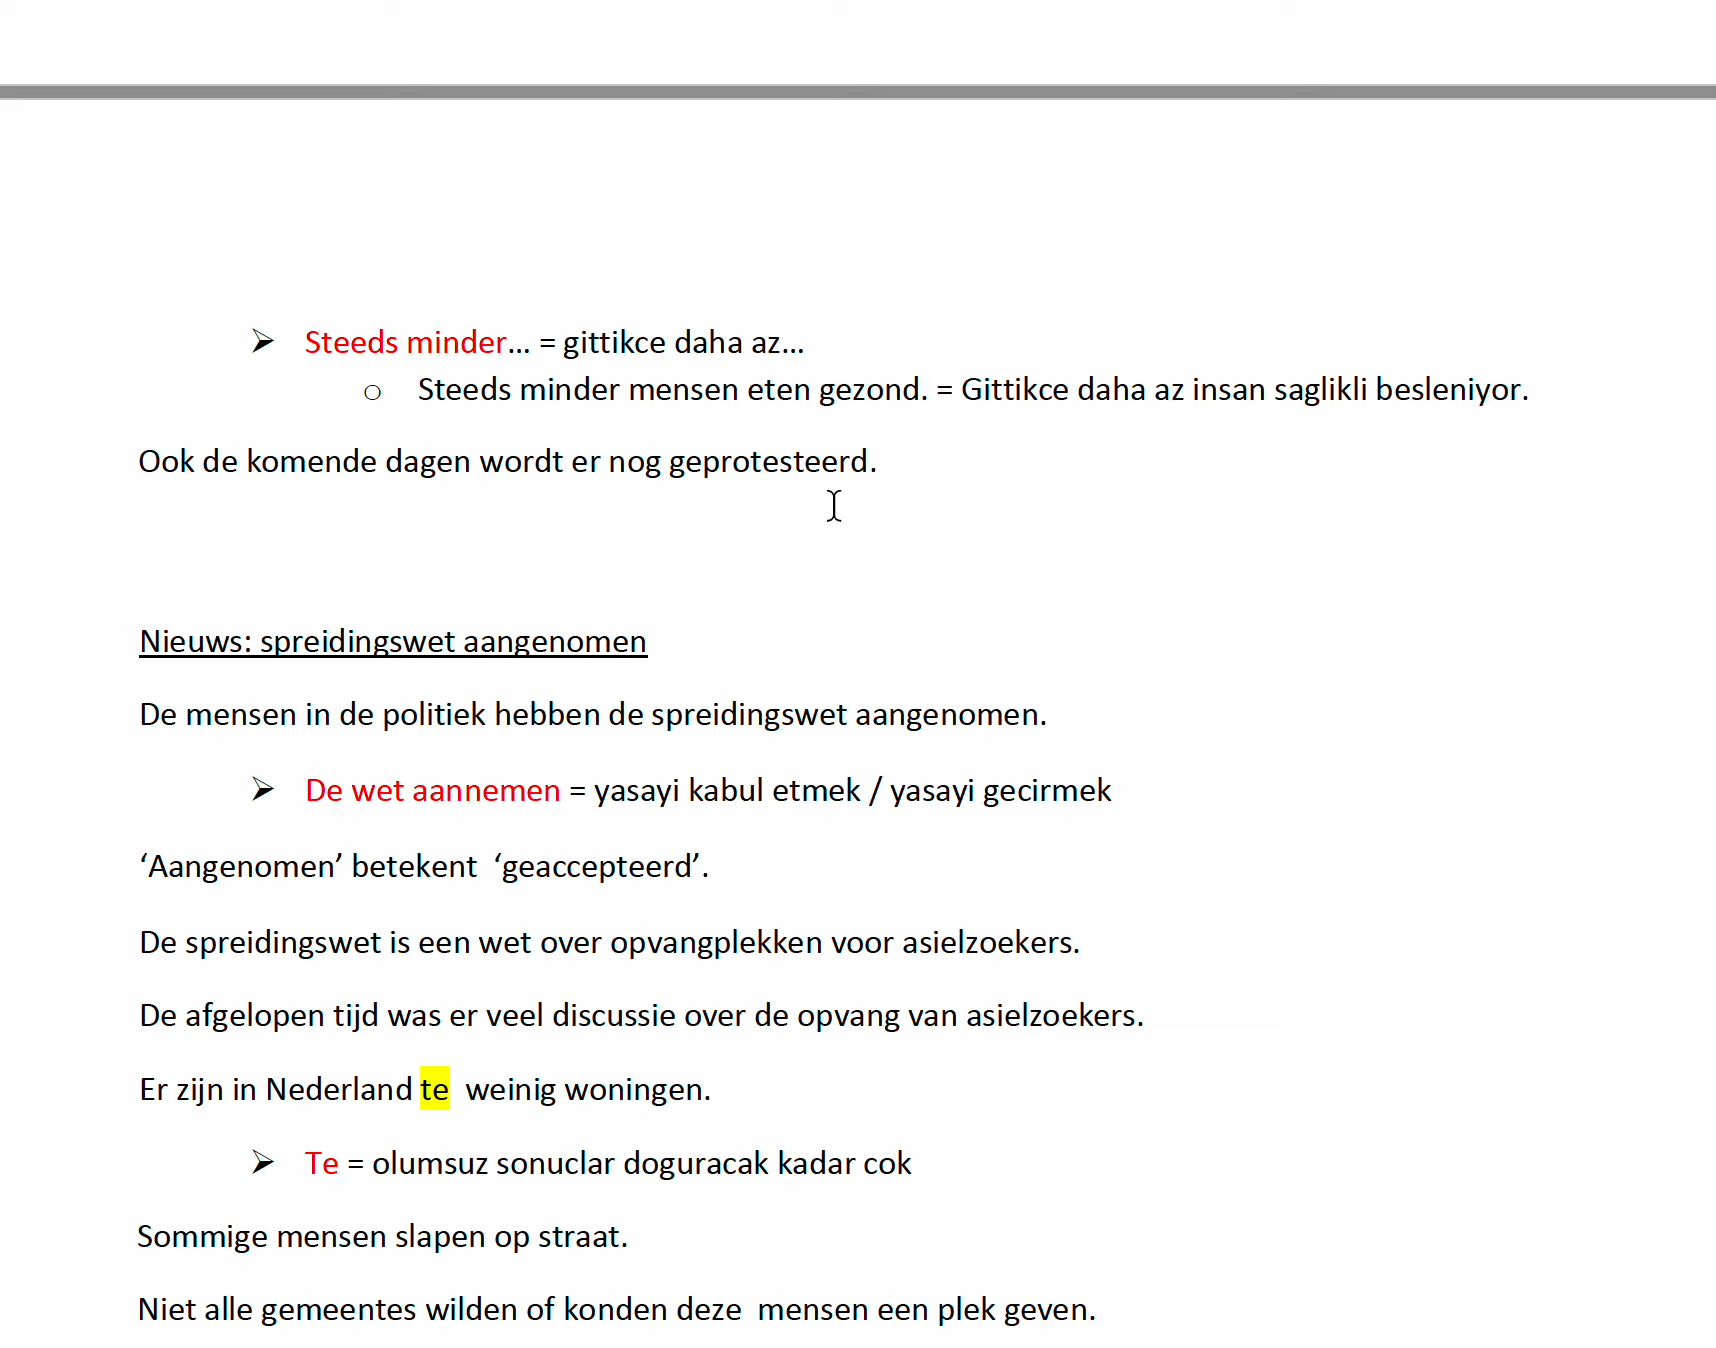 ➢ Steeds minder... = gittikce daha az...
o Steeds minder mensen eten gezond. = Gittikce daha az insan saglikli besleniyor.
Ook de komende dagen wordt er nog geprotesteerd.
Nieuws: spreidingswet aangenomen
De mensen in de politiek hebben de spreidingswet aangenomen.
➢ De wet aannemen = yasayi kabul etmek / yasayi gecirmek
‘Aangenomen’ betekent ‘geaccepteerd’.
De spreidingswet is een wet over opvangplekken voor asielzoekers.
De afgelopen tijd was er veel discussie over de opvang van asielzoekers.
Er zijn in Nederland te weinig woningen.
➢ Te = olumsuz sonuclar doguracak kadar cok
Sommige mensen slapen op straat.
Niet alle gemeentes wilden of konden deze mensen een plek geven.